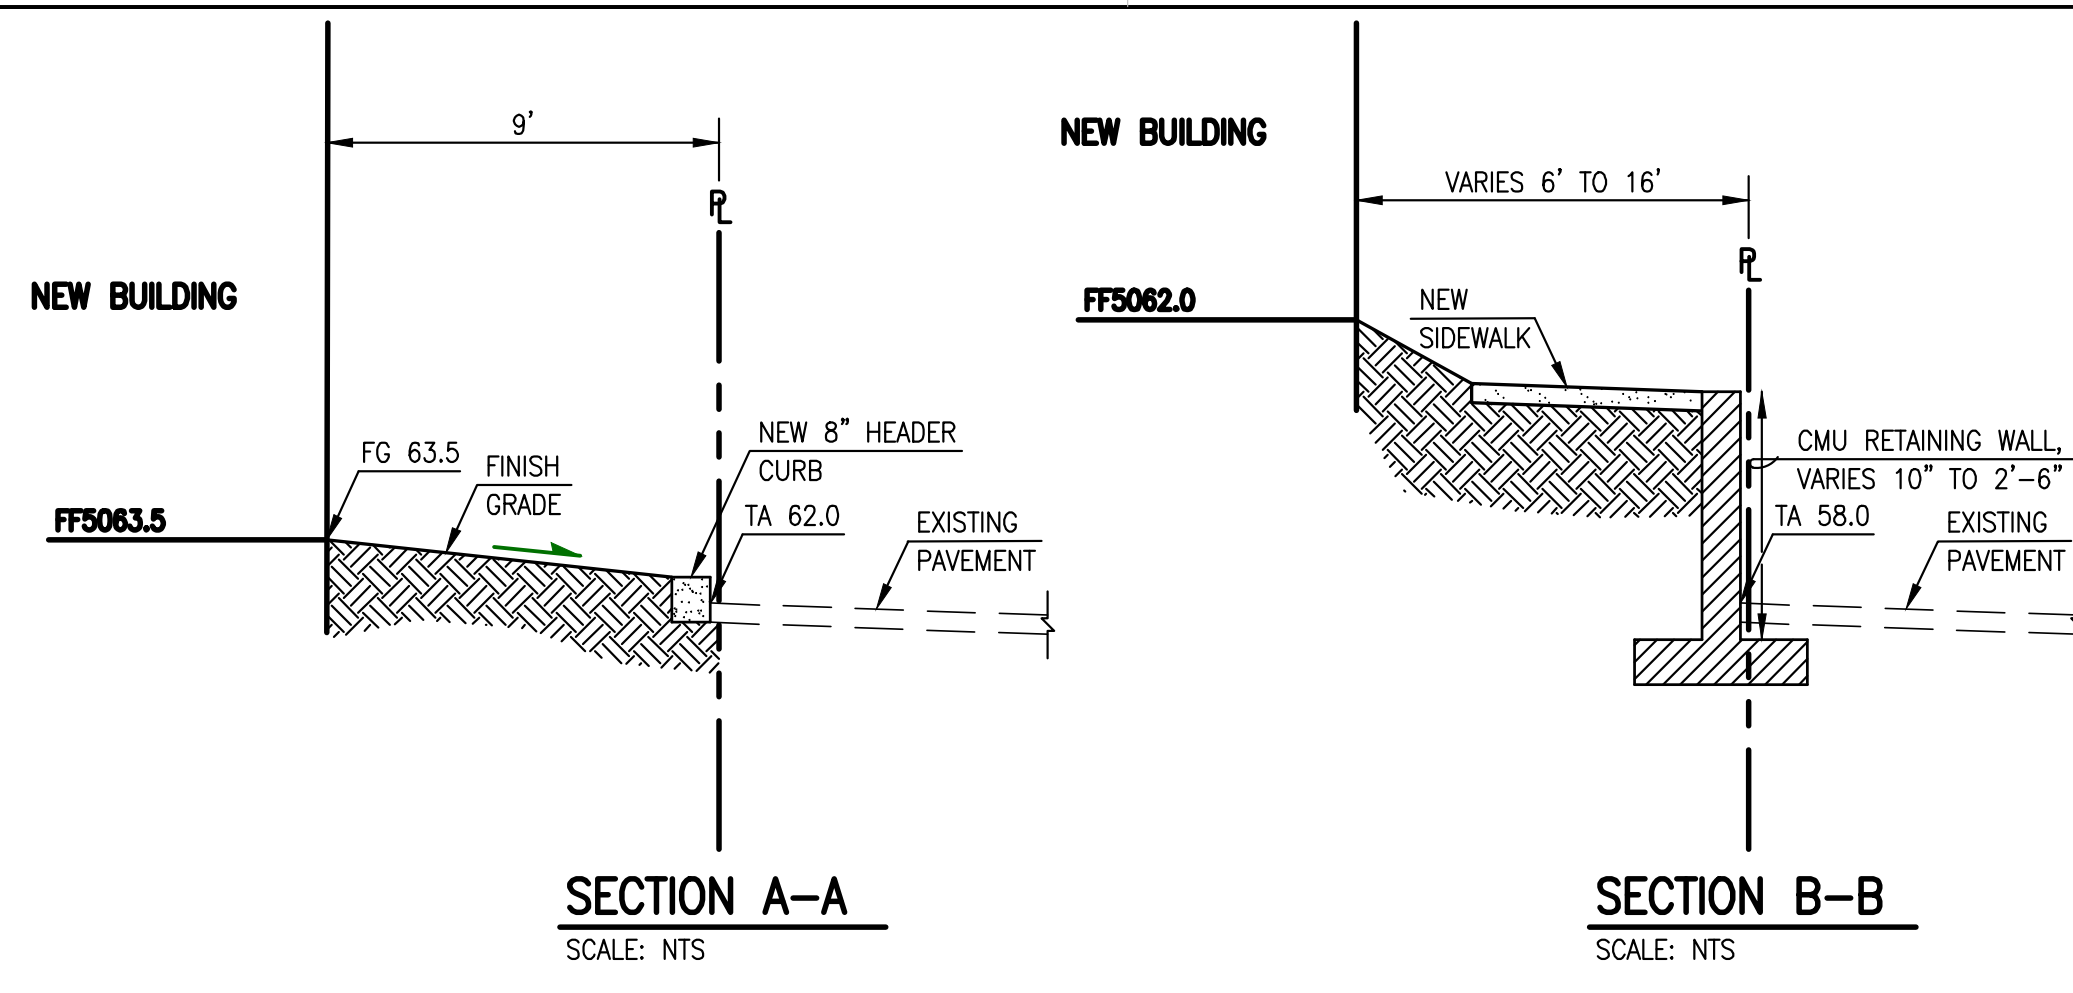 9'
PL
NEW BUILDING
FG 63.5
FINISH
GRADE
FF5063.5
NEW 8" HEADER
CURB
TA 62.0
EXISTING
PAVEMENT
SECTION A-A
SCALE: NTS
NEW BUILDING
VARIES 6' TO 16'
PL
FF5062.0
NEW
SIDEWALK
CMU RETAINING WALL,
VARIES 10" TO 2'-6"
TA 58.0
EXISTING
PAVEMENT
SECTION B-B
SCALE: NTS